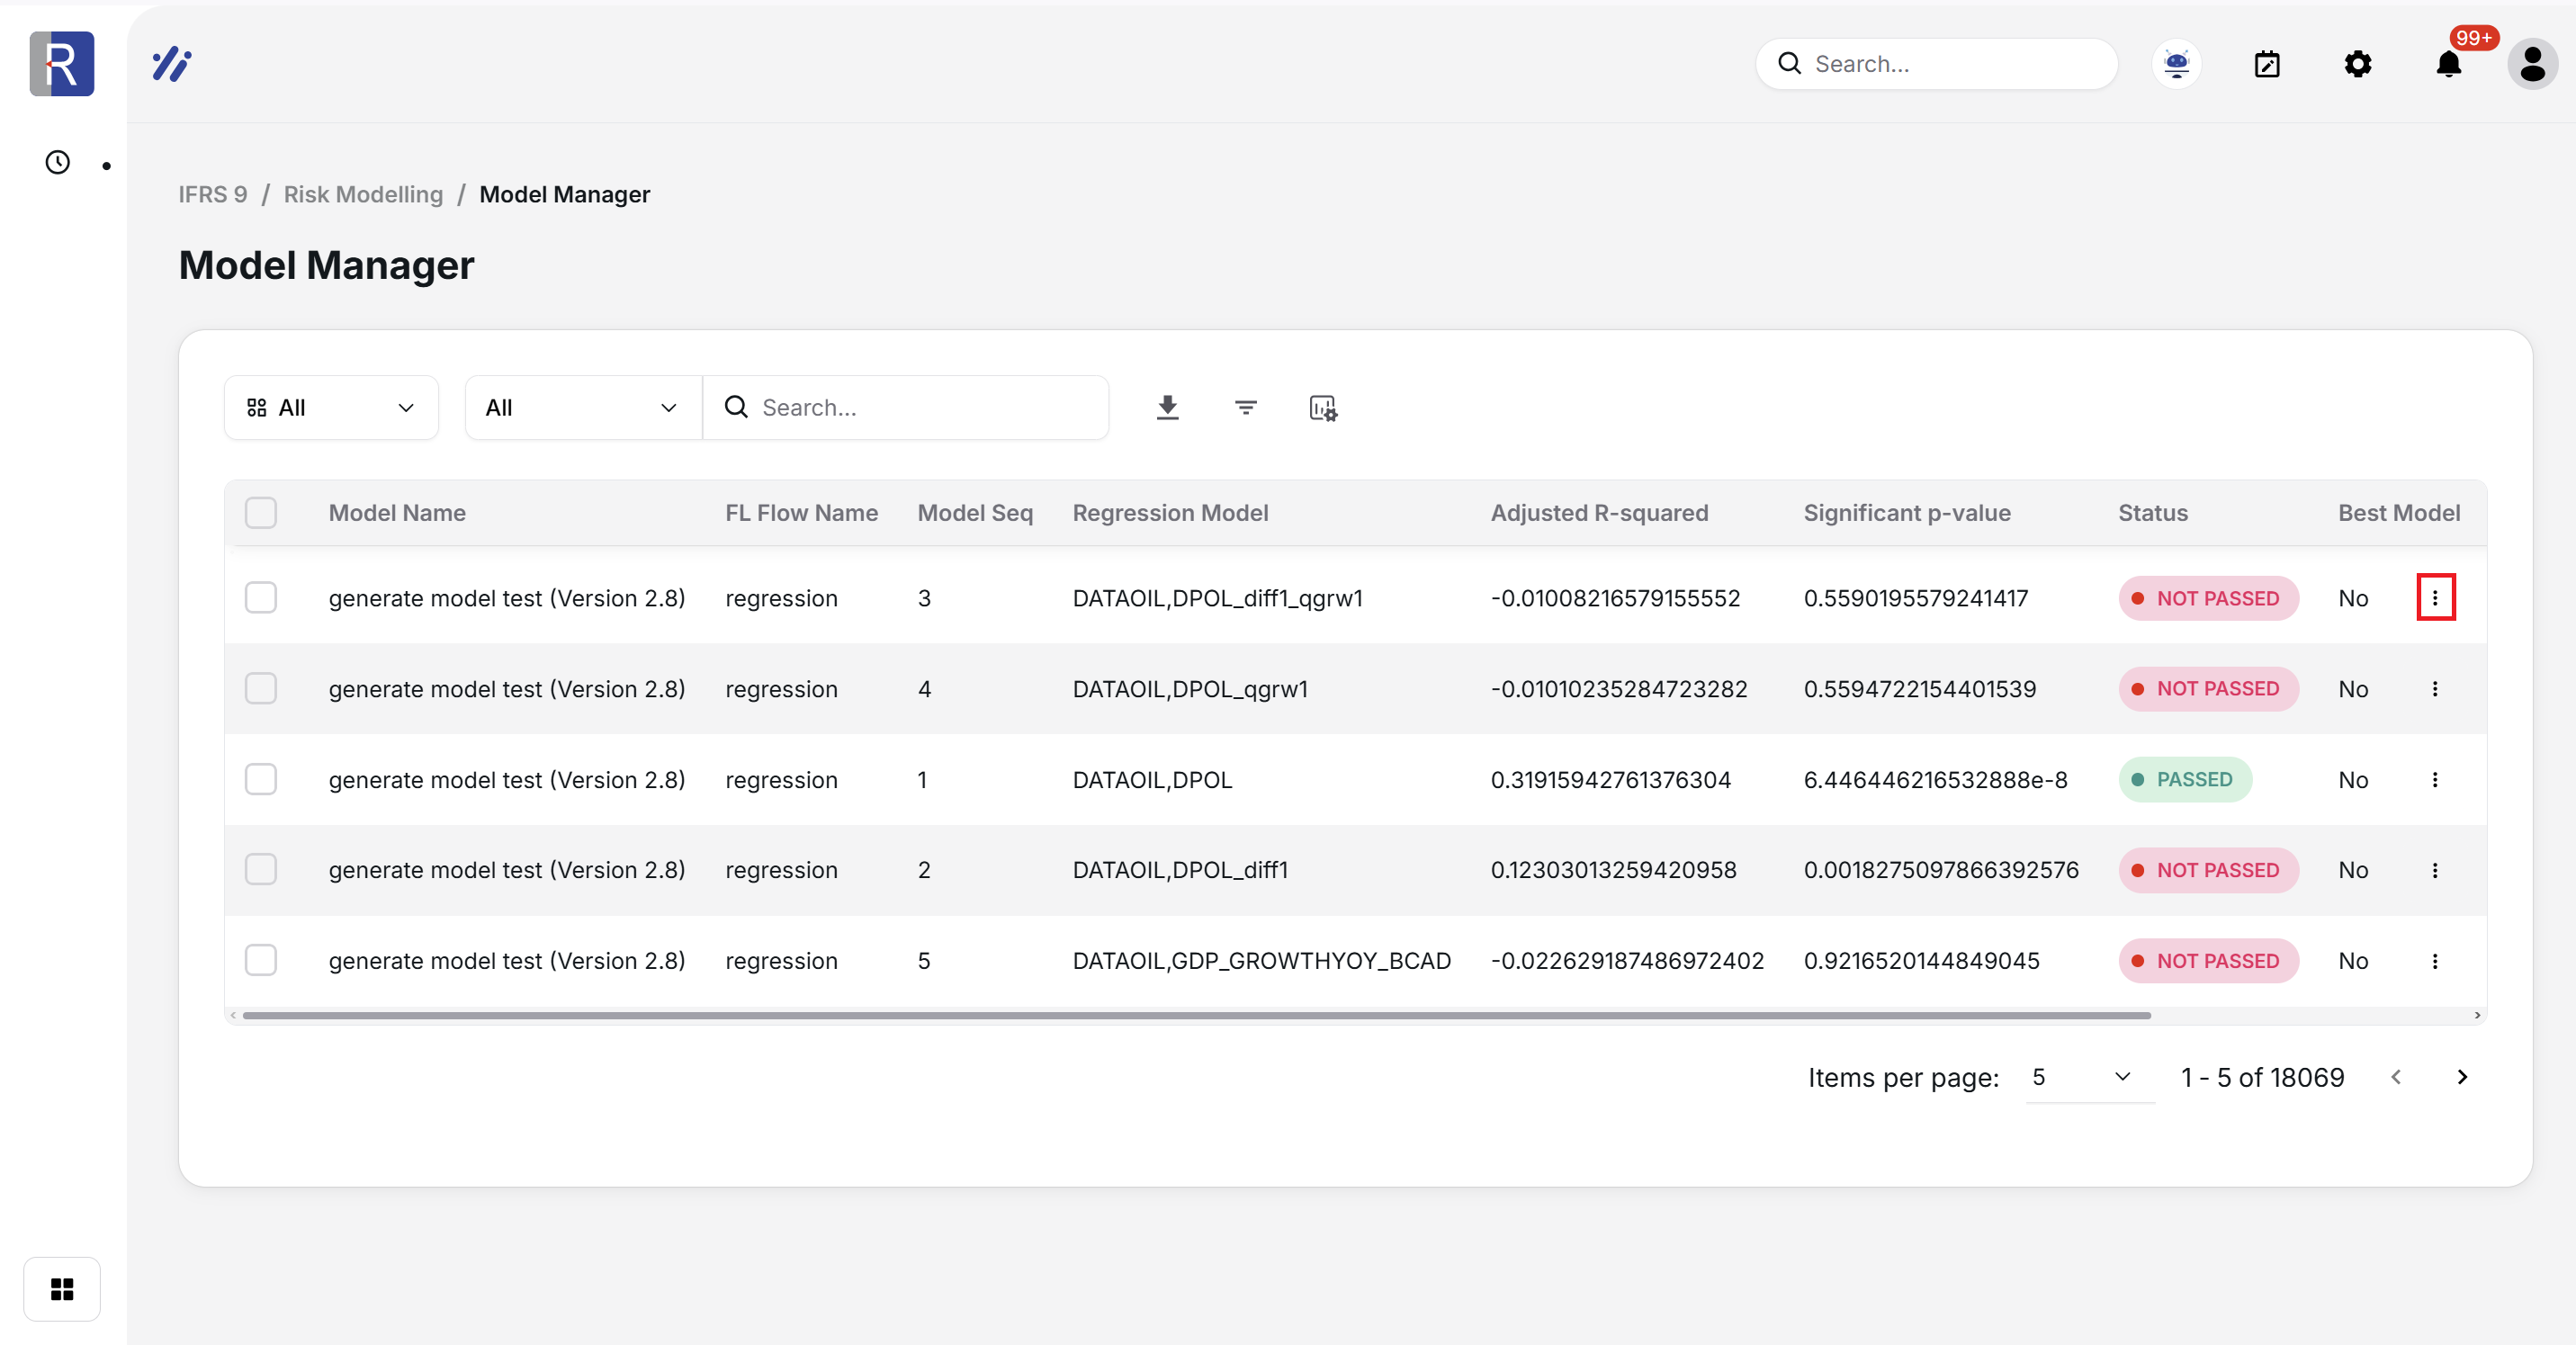 R
Search...
99+
IFRS 9 / Risk Modelling / Model Manager
Model Manager
All
All
Search...
Model Name FL Flow Name Model Seq Regression Model Adjusted R-squared Significant p-value Status Best Model
generate model test (Version 2.8) regression 3 DATAOIL,DPOL_diff1_qgrw1 -0.01008216579155552 0.5590195579241417 NOT PASSED No
generate model test (Version 2.8) regression 4 DATAOIL,DPOL_qgrw1 -0.01010235284723282 0.5594722154401539 NOT PASSED No
generate model test (Version 2.8) regression 1 DATAOIL,DPOL 0.31915942761376304 6.446446216532888e-8 PASSED No
generate model test (Version 2.8) regression 2 DATAOIL,DPOL_diff1 0.12303013259420958 0.0018275097866392576 NOT PASSED No
generate model test (Version 2.8) regression 5 DATAOIL,GDP_GROWTHYOY_BCAD -0.022629187486972402 0.9216520144849045 NOT PASSED No
Items per page: 5 1 - 5 of 18069